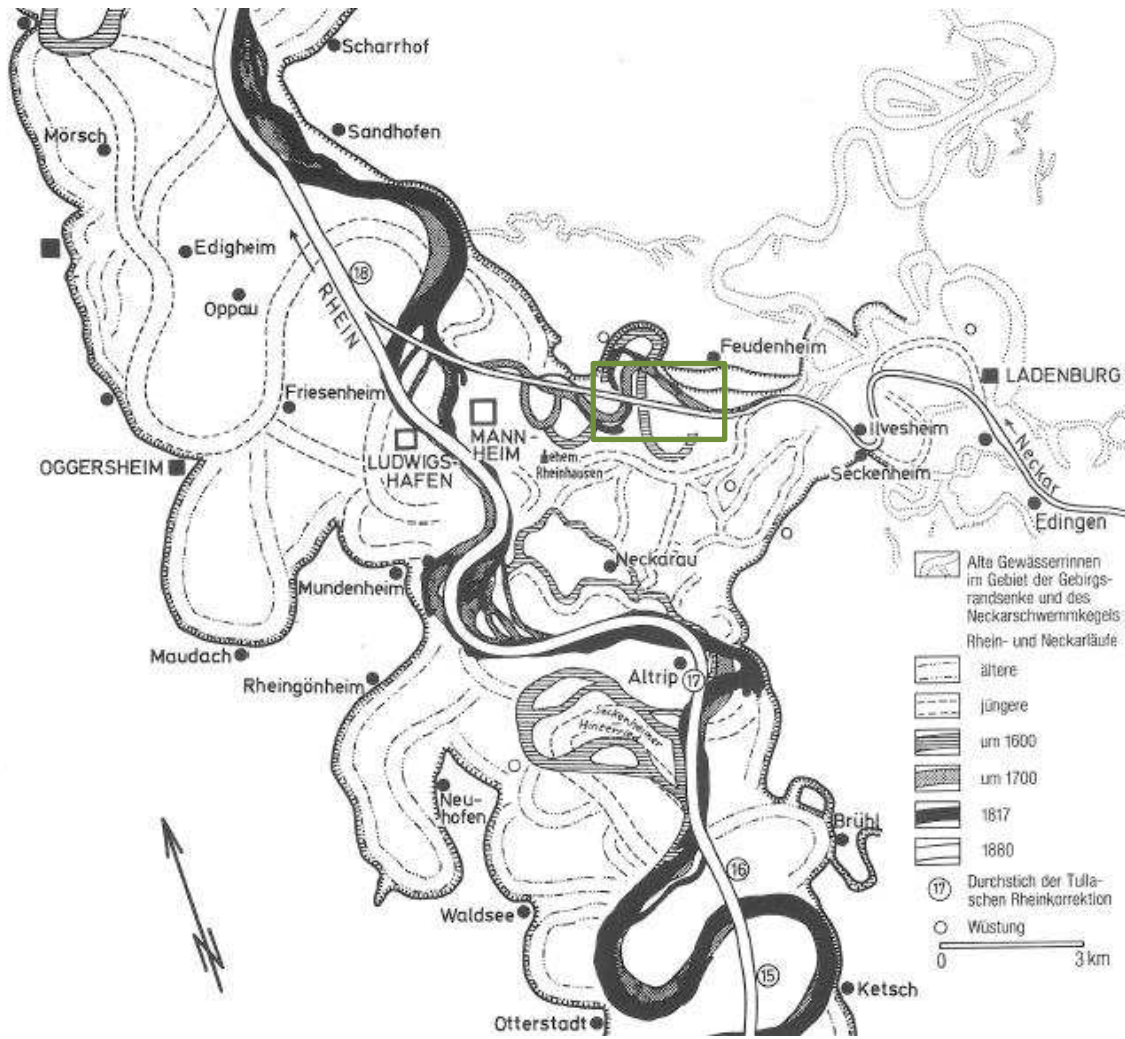 Scharrhof
Sandhofen
Mörsch
Edigheim
Oppau
18
RHEIN
Feudenheim
LADENBURG
Friesenheim
MANN-
HEIM
LUDWIGS-
HAFEN
OGGERSHEIM
ehem.
Rheinhausen
Ilvesheim
Seckenheim
Neckar
Edingen
Neckarau
Mundenheim
Maudach
Rheingönheim
Altrip
17
Seckenheimer
Hinterried
Neu-
hofen
Brühl
16
Waldsee
15
Ketsch
Otterstadt
Alte Gewässerrinnen
im Gebiet der Gebirgs-
randsenke und des
Neckarschwemmkegels
Rhein- und Neckarläufe
ältere
jüngere
um 1600
um 1700
1817
1880
17 Durchstich der Tulla-
schen Rheinkorrektion
Wüstung
0 3 km